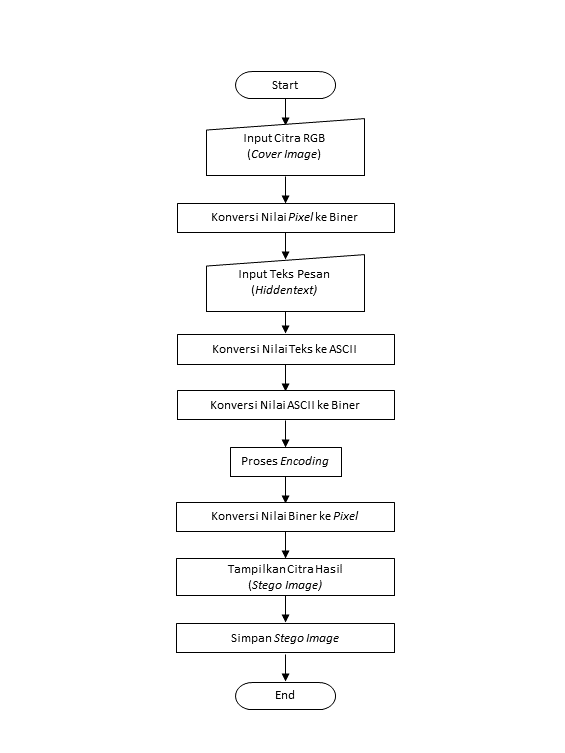 Start
Input Citra RGB
(Cover Image)
Konversi Nilai Pixel ke Biner
Input Teks Pesan
(Hiddentext)
Konversi Nilai Teks ke ASCII
Konversi Nilai ASCII ke Biner
Proses Encoding
Konversi Nilai Biner ke Pixel
Tampilkan Citra Hasil
(Stego Image)
Simpan Stego Image
End